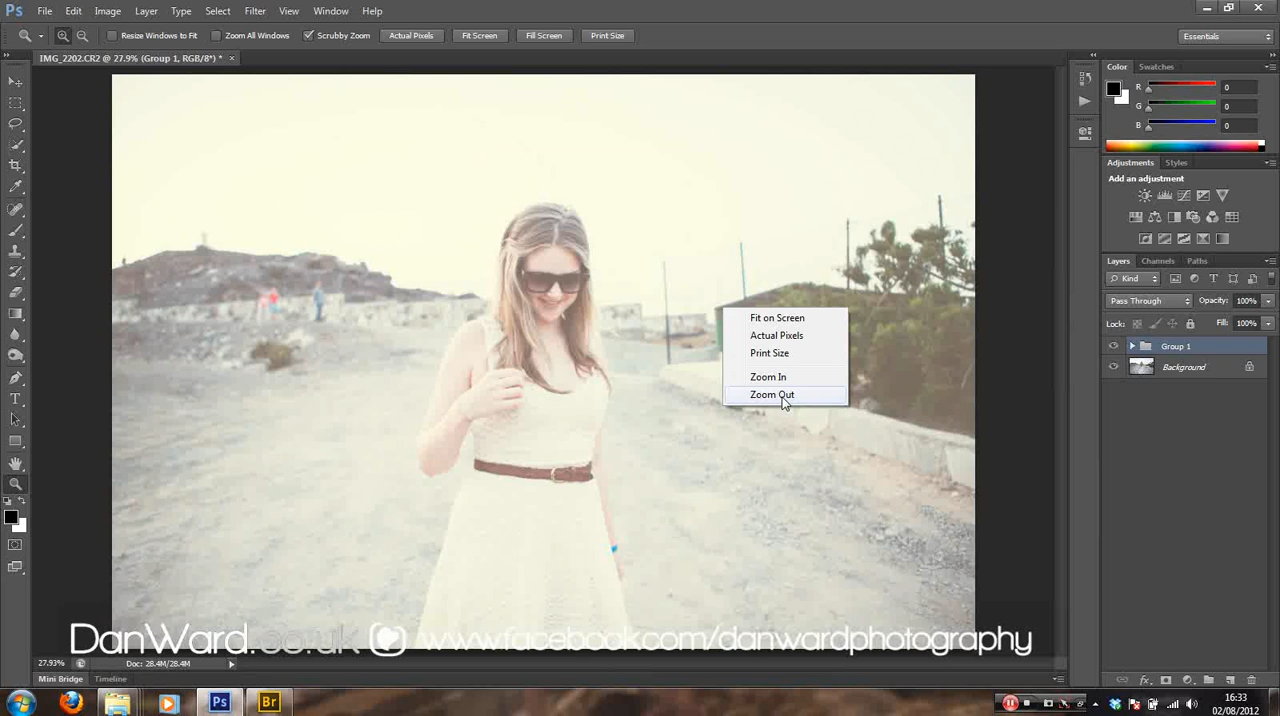 Ps File Edit Image Layer Type Select Filter View Window Help
Resize Windows to Fit Zoom All Windows Scrubby Zoom Actual Pixels Fit Screen Fill Screen Print Size Essentials
IMG_2202.CR2 @ 27.9% (Group 1, RGB/8*) * ×
Color Swatches
R 0
G 0
B 0
Adjustments Styles
Add an adjustment
Layers Channels Paths
Kind
Pass Through Opacity: 100%
Lock: Fill: 100%
Group 1
Background
Fit on Screen
Actual Pixels
Print Size
Zoom In
Zoom Out
DanWard.co.uk www.facebook.com/danwardphotography
27.93% Doc: 28.4M/28.4M
Mini Bridge Timeline
Ps Br
16:33
02/08/2012